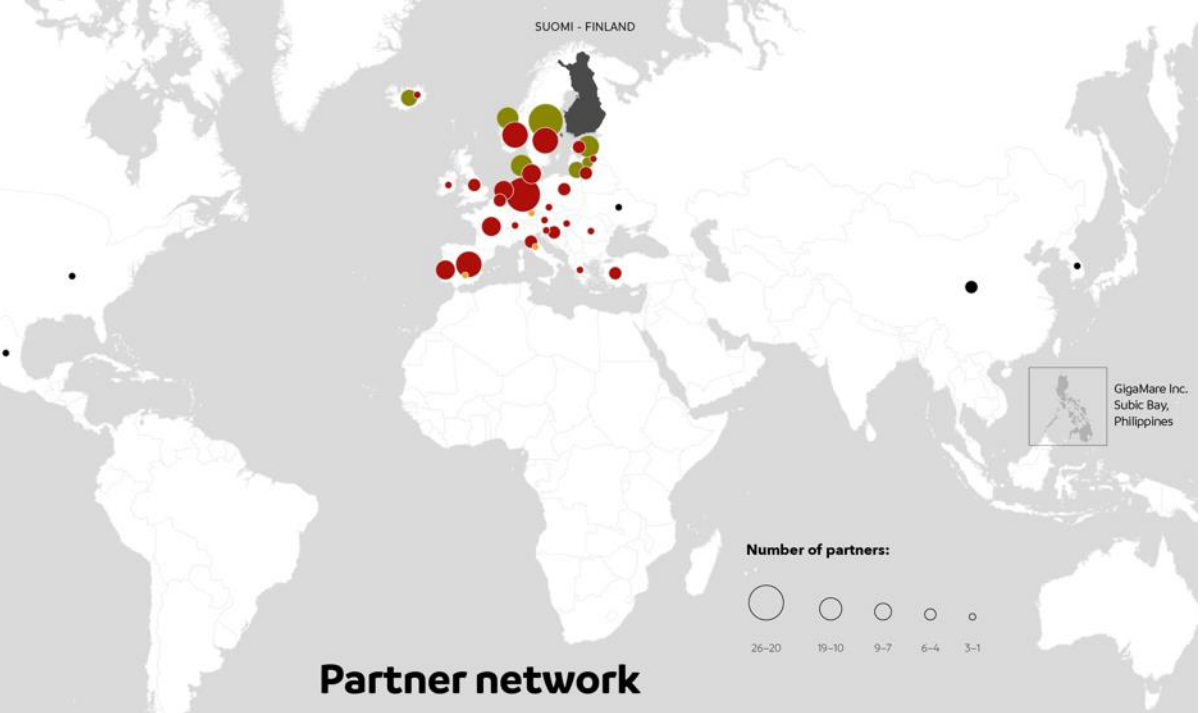 SUOMI - FINLAND
GigaMare Inc.
Subic Bay,
Philippines
Number of partners:
26–20 19–10 9–7 6–4 3–1
Partner network